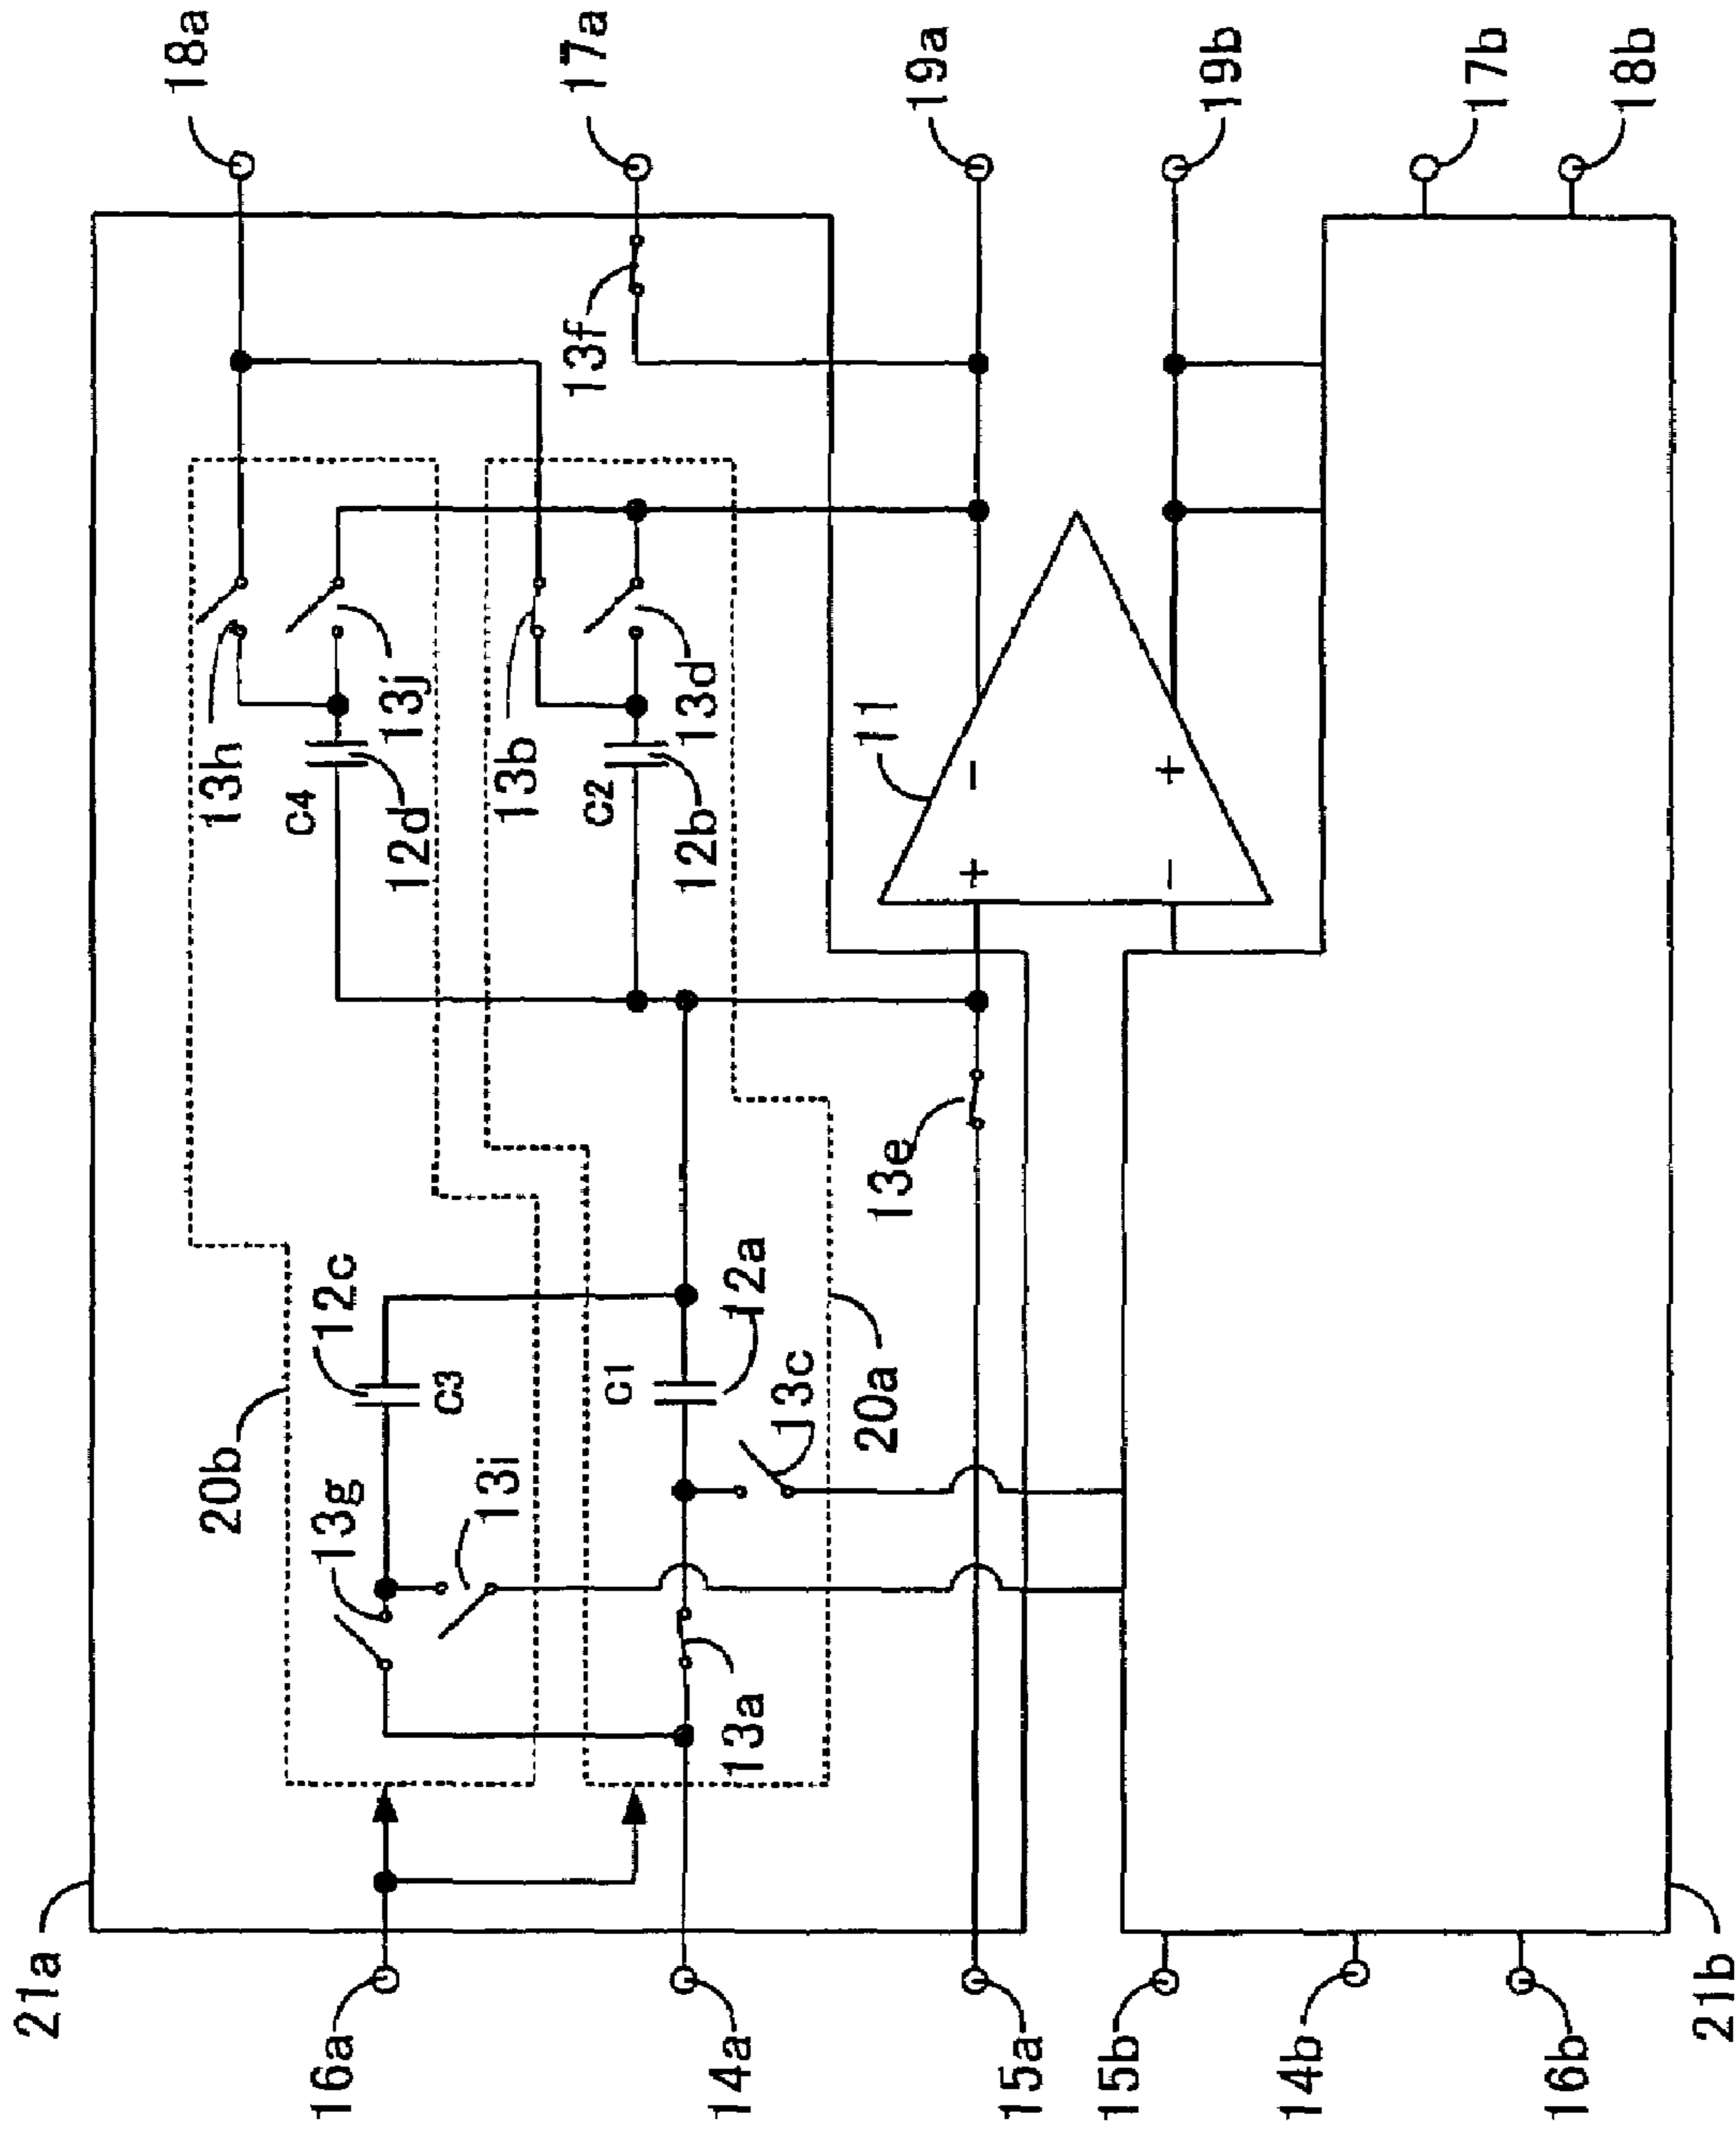 18a
17a
19a
19b
17b
18b
13f
13h
13j
13b
13d
C4
12d
C2
12b
11
-
+
+
-
13e
12c
12a
C3
C1
13c
20a
20b
13g
13i
13a
21a
16a
14a
15a
15b
14b
16b
21b